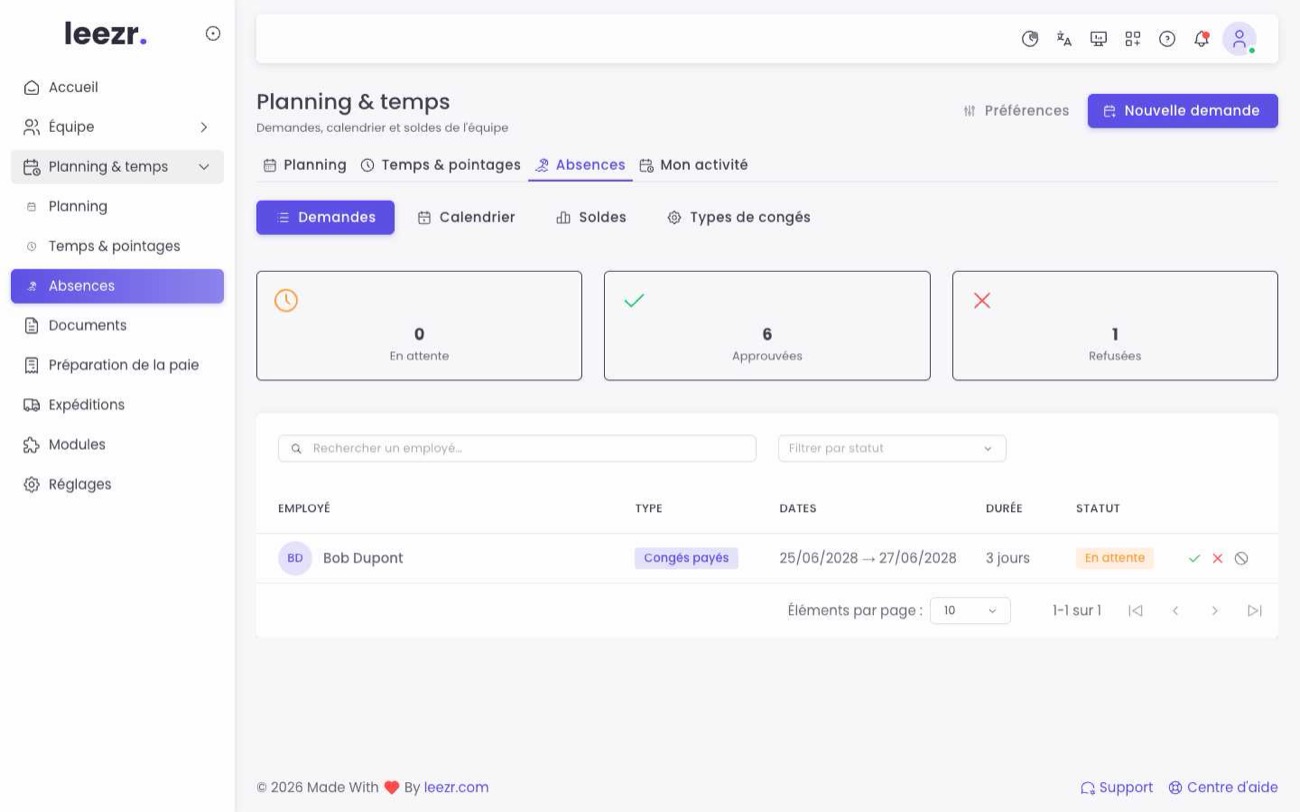 leezr.
Accueil
Équipe
Planning & temps
Planning
Temps & pointages
Absences
Documents
Préparation de la paie
Expéditions
Modules
Réglages
Planning & temps
Demandes, calendrier et soldes de l'équipe
Préférences
Nouvelle demande
Planning Temps & pointages Absences Mon activité
Demandes Calendrier Soldes Types de congés
0 6 1
En attente Approuvées Refusées
Rechercher un employé... Filtrer par statut
EMPLOYÉ TYPE DATES DURÉE STATUT
BD Bob Dupont Congés payés 25/06/2028 → 27/06/2028 3 jours En attente
Éléments par page : 10 1-1 sur 1
© 2026 Made With ❤ By leezr.com Support Centre d'aide